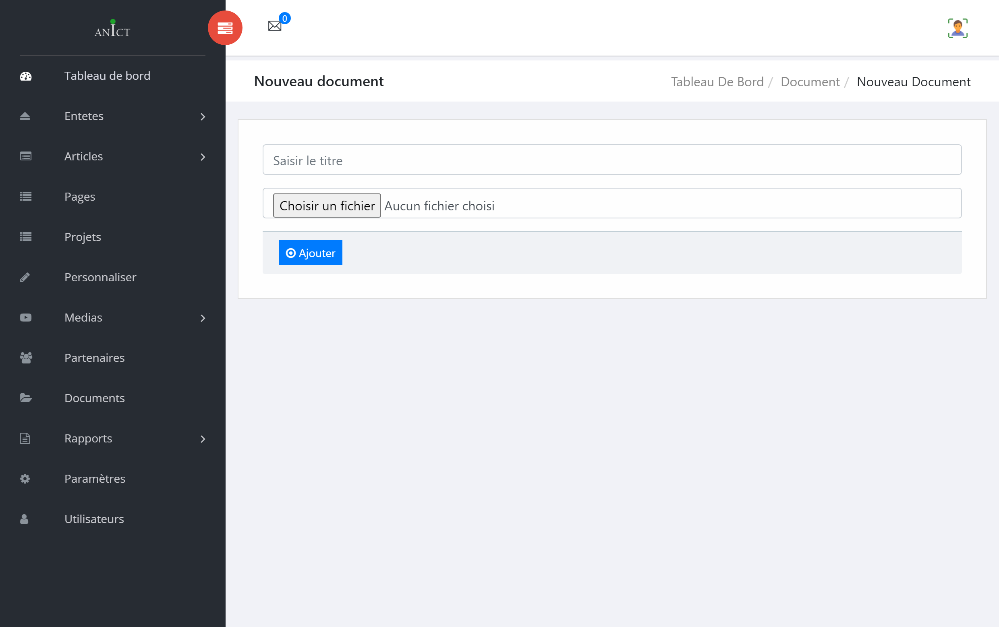 ANICT
0
Tableau de bord
Entetes
Articles
Pages
Projets
Personnaliser
Medias
Partenaires
Documents
Rapports
Paramètres
Utilisateurs
Nouveau document
Tableau De Bord / Document / Nouveau Document
Saisir le titre
Choisir un fichier Aucun fichier choisi
Ajouter